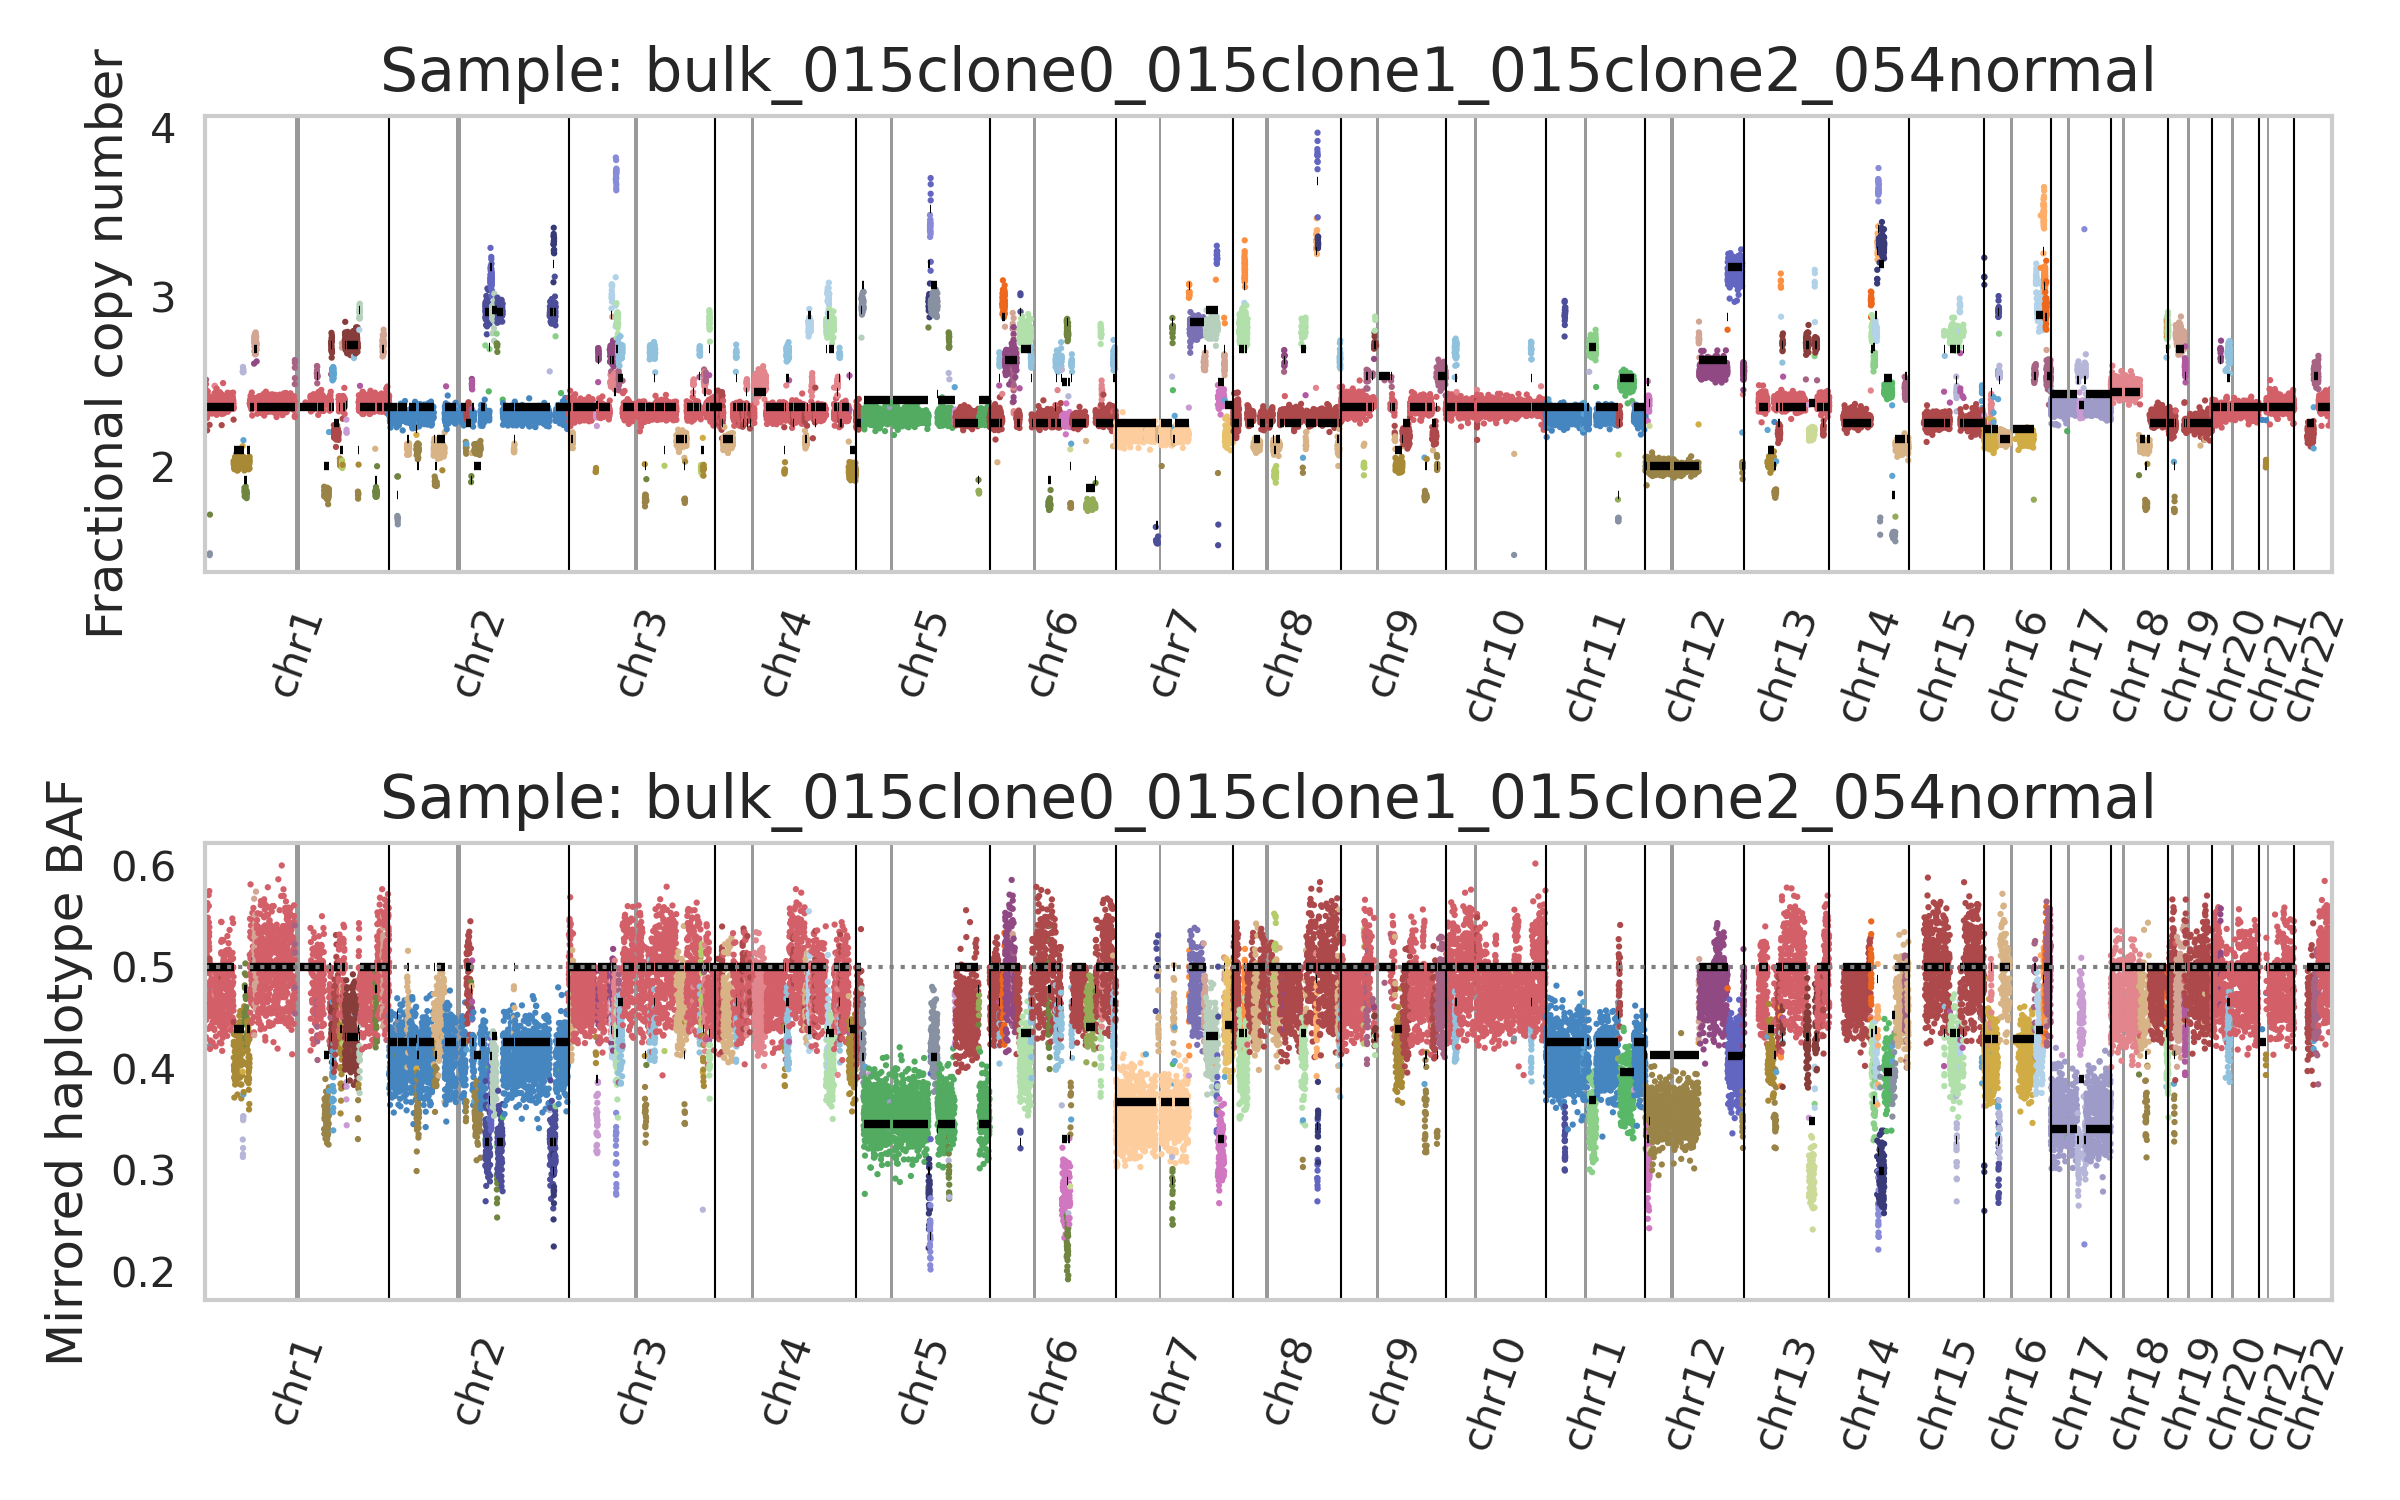 Sample: bulk_015clone0_015clone1_015clone2_054normal
Fractional copy number
4
3
2
chr1 chr2 chr3 chr4 chr5 chr6 chr7 chr8 chr9 chr10 chr11 chr12 chr13 chr14 chr15 chr16 chr17 chr18 chr19 chr20 chr21 chr22
Sample: bulk_015clone0_015clone1_015clone2_054normal
Mirrored haplotype BAF
0.6
0.5
0.4
0.3
0.2
chr1 chr2 chr3 chr4 chr5 chr6 chr7 chr8 chr9 chr10 chr11 chr12 chr13 chr14 chr15 chr16 chr17 chr18 chr19 chr20 chr21 chr22